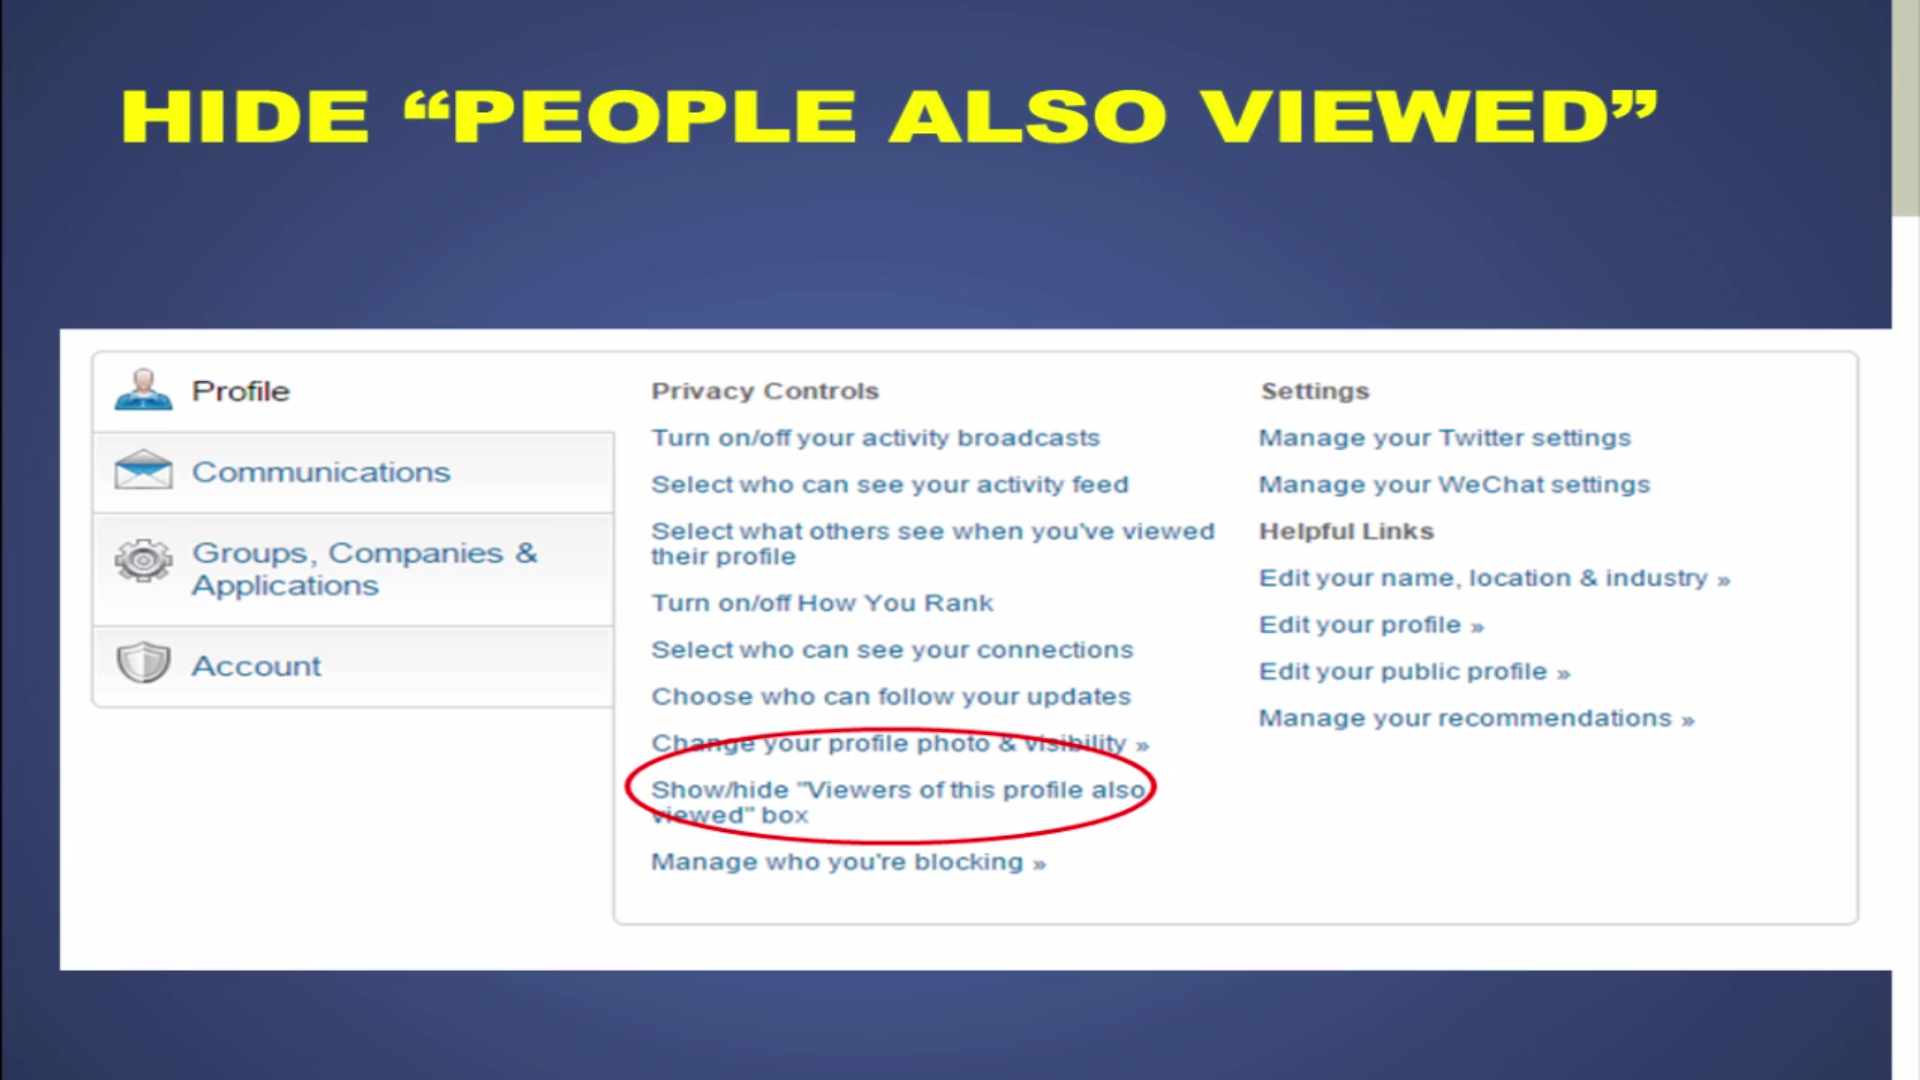 HIDE “PEOPLE ALSO VIEWED”
Profile
Communications
Groups, Companies &
Applications
Account
Privacy Controls
Turn on/off your activity broadcasts
Select who can see your activity feed
Select what others see when you've viewed
their profile
Turn on/off How You Rank
Select who can see your connections
Choose who can follow your updates
Change your profile photo & visibility »
Show/hide "Viewers of this profile also
viewed" box
Manage who you're blocking »
Settings
Manage your Twitter settings
Manage your WeChat settings
Helpful Links
Edit your name, location & industry »
Edit your profile »
Edit your public profile »
Manage your recommendations »